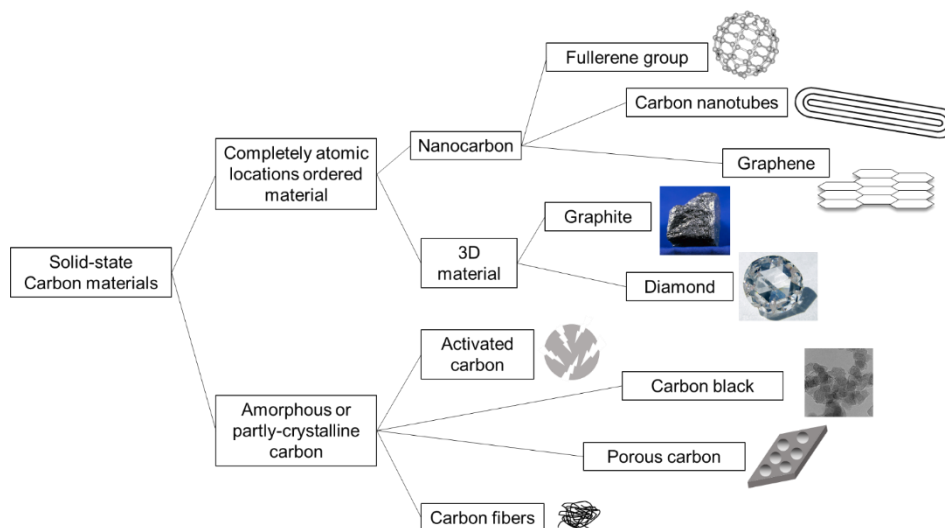 Fullerene group
Carbon nanotubes
Completely atomic
locations ordered
material
Nanocarbon
Graphene
Graphite
Solid-state
Carbon materials
3D
material
Diamond
Activated
carbon
Carbon black
Amorphous or
partly-crystalline
carbon
Porous carbon
Carbon fibers